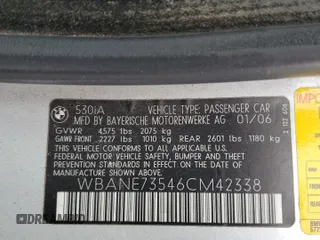 530iA VEHICLE TYPE: PASSENGER CAR
MFD BY BAYERISCHE MOTORENWERKE AG 01/06
GVWR 4575 lbs 2075 kg
GAWR FRONT 2227 lbs 1010 kg REAR 2601 lbs 1180 kg
THIS VEHICLE CONFORMS TO ALL APPLICABLE
U.S. FEDERAL MOTOR VEHICLE SAFETY, BUMPER
AND THEFT PREVENTION STANDARDS IN EFFECT
ON THE DATE OF MANUFACTURE SHOWN ABOVE.
WBANE73546CM42338
AUTOHELPERBOT.COM